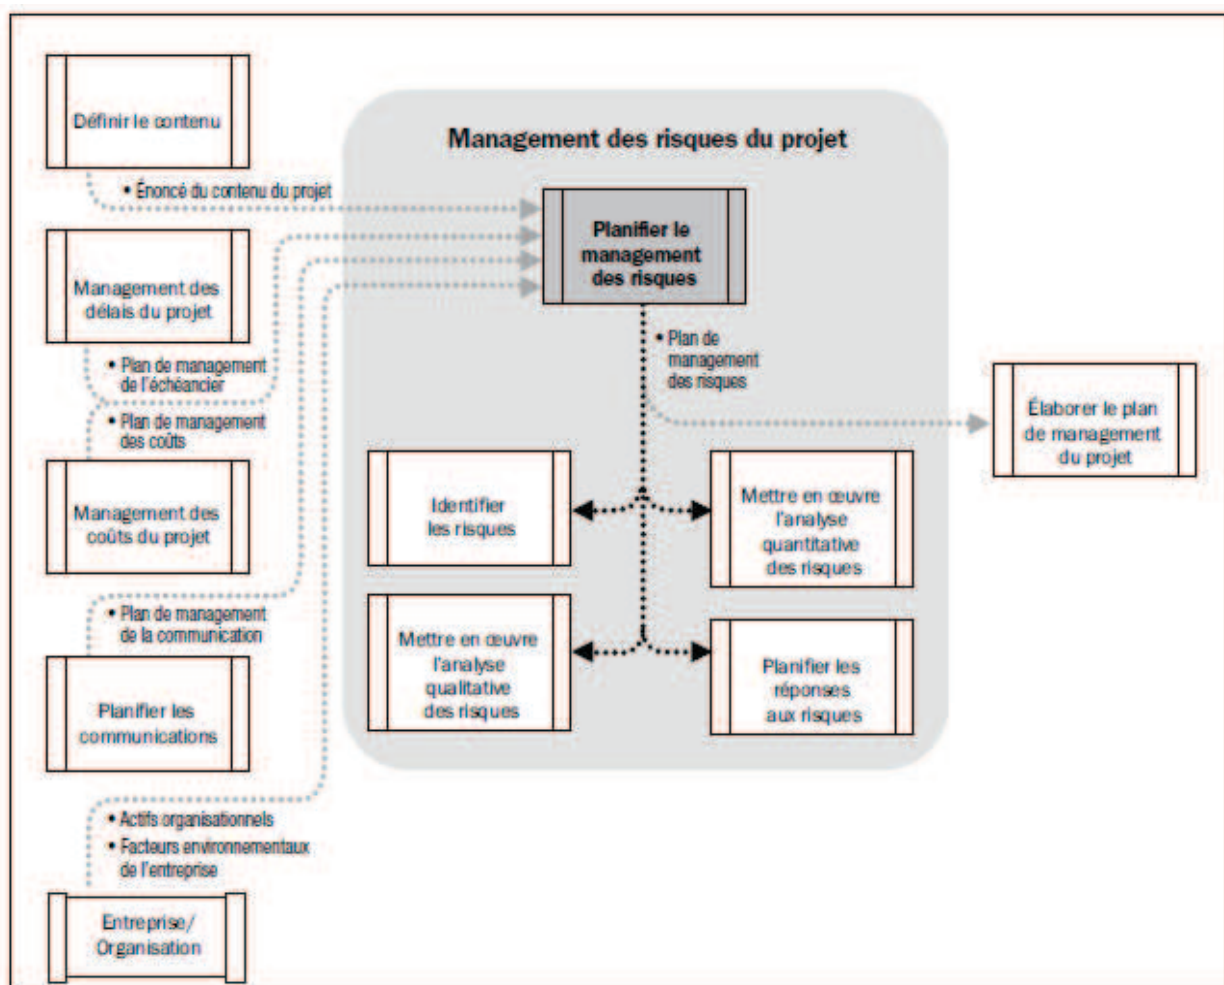 Définir le contenu
• Énoncé du contenu du projet
Management des
délais du projet
• Plan de management
de l'échéancier
• Plan de management
des coûts
Management des
coûts du projet
• Plan de management
de la communication
Planifier les
communications
• Actifs organisationnels
• Facteurs environnementaux
de l'entreprise
Entreprise/
Organisation
Management des risques du projet
Planifier le
management
des risques
• Plan de
management
des risques
Identifier
les risques
Mettre en œuvre
l'analyse
quantitative
des risques
Mettre en œuvre
l'analyse
qualitative
des risques
Planifier les
réponses
aux risques
Élaborer le plan
de management
du projet